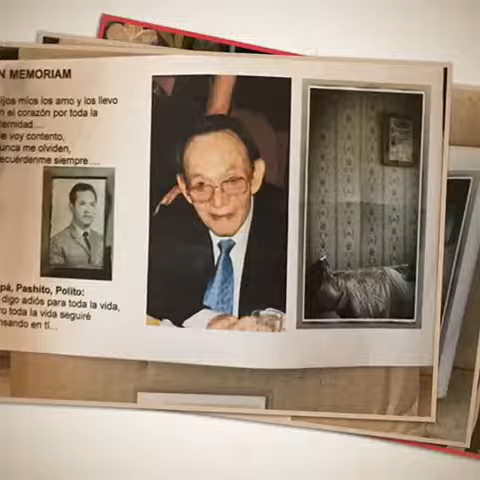 N MEMORIAM
ijos míos los amo y los llevo
n el corazón por toda la
ternidad....
e voy contento,
unca me olviden,
ecuérdenme siempre....
pá, Pashito, Polito:
digo adiós para toda la vida,
ro toda la vida seguiré
nsando en tí...